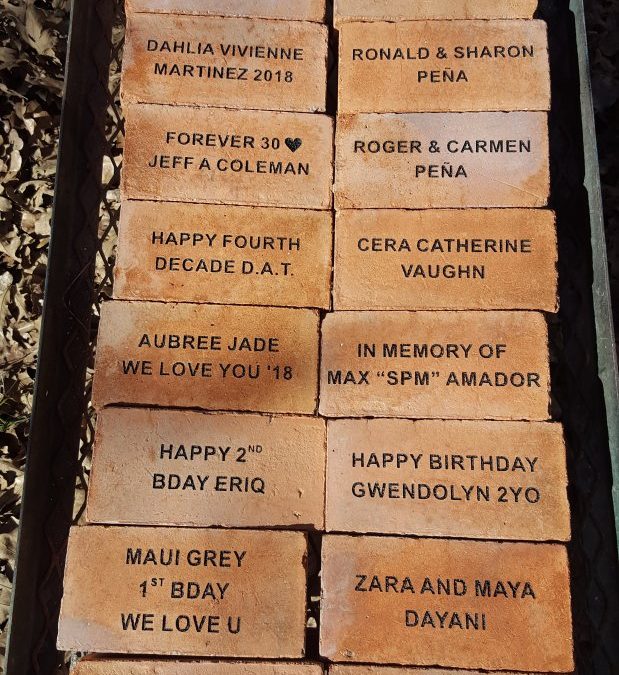 DAHLIA VIVIENNE
MARTINEZ 2018
RONALD & SHARON
PEÑA
FOREVER 30 ♥
JEFF A COLEMAN
ROGER & CARMEN
PEÑA
HAPPY FOURTH
DECADE D.A.T.
CERA CATHERINE
VAUGHN
AUBREE JADE
WE LOVE YOU '18
IN MEMORY OF
MAX “SPM” AMADOR
HAPPY 2ND
BDAY ERIQ
HAPPY BIRTHDAY
GWENDOLYN 2YO
MAUI GREY
1ST BDAY
WE LOVE U
ZARA AND MAYA
DAYANI